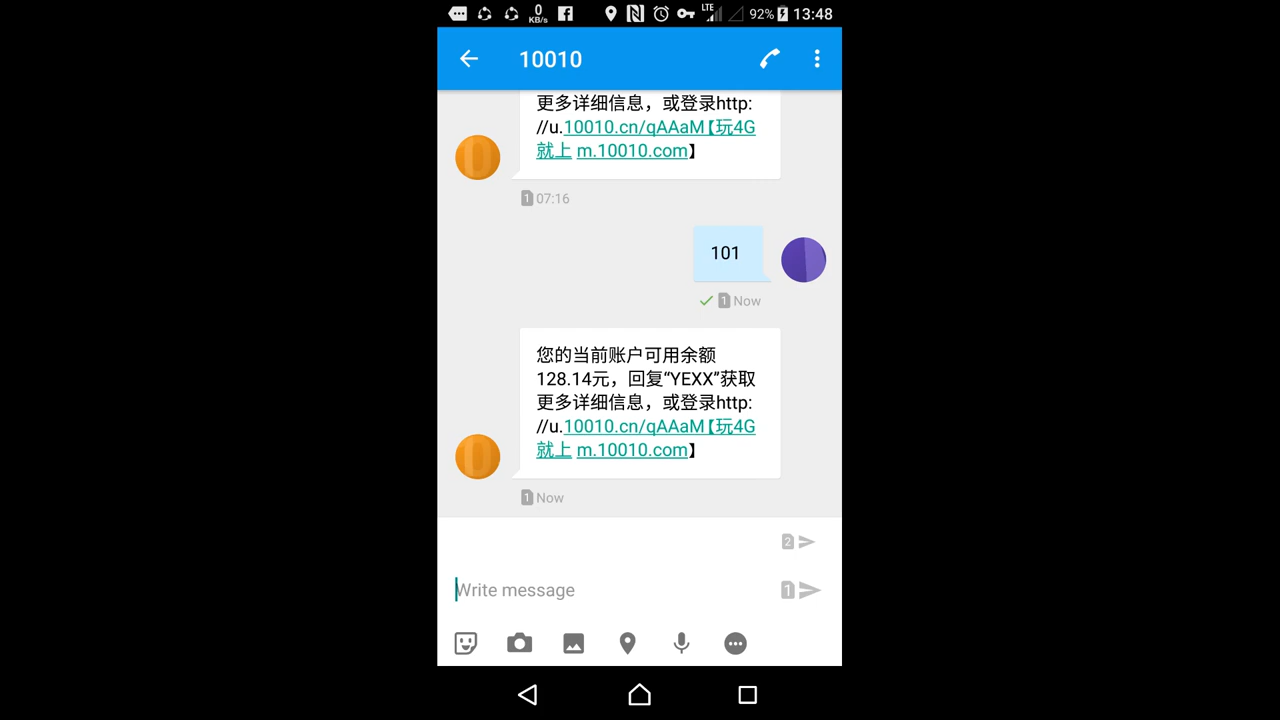 0
KB/s
LTE
92%
13:48
10010
更多详细信息，或登录http:
//u.10010.cn/qAAaM【玩4G
就上 m.10010.com】
1 07:16
101
1 Now
您的当前账户可用余额
128.14元，回复“YEXX”获取
更多详细信息，或登录http:
//u.10010.cn/qAAaM【玩4G
就上 m.10010.com】
1 Now
2
Write message
1